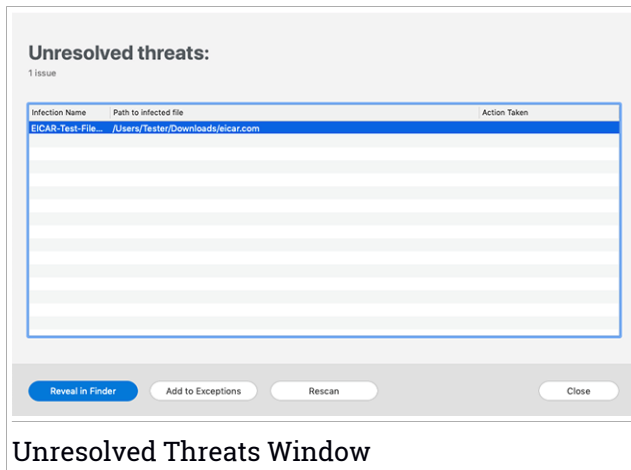 Unresolved threats:
1 issue
Infection Name Path to infected file Action Taken
EICAR-Test-File... /Users/Tester/Downloads/eicar.com
Reveal in Finder Add to Exceptions Rescan Close
Unresolved Threats Window